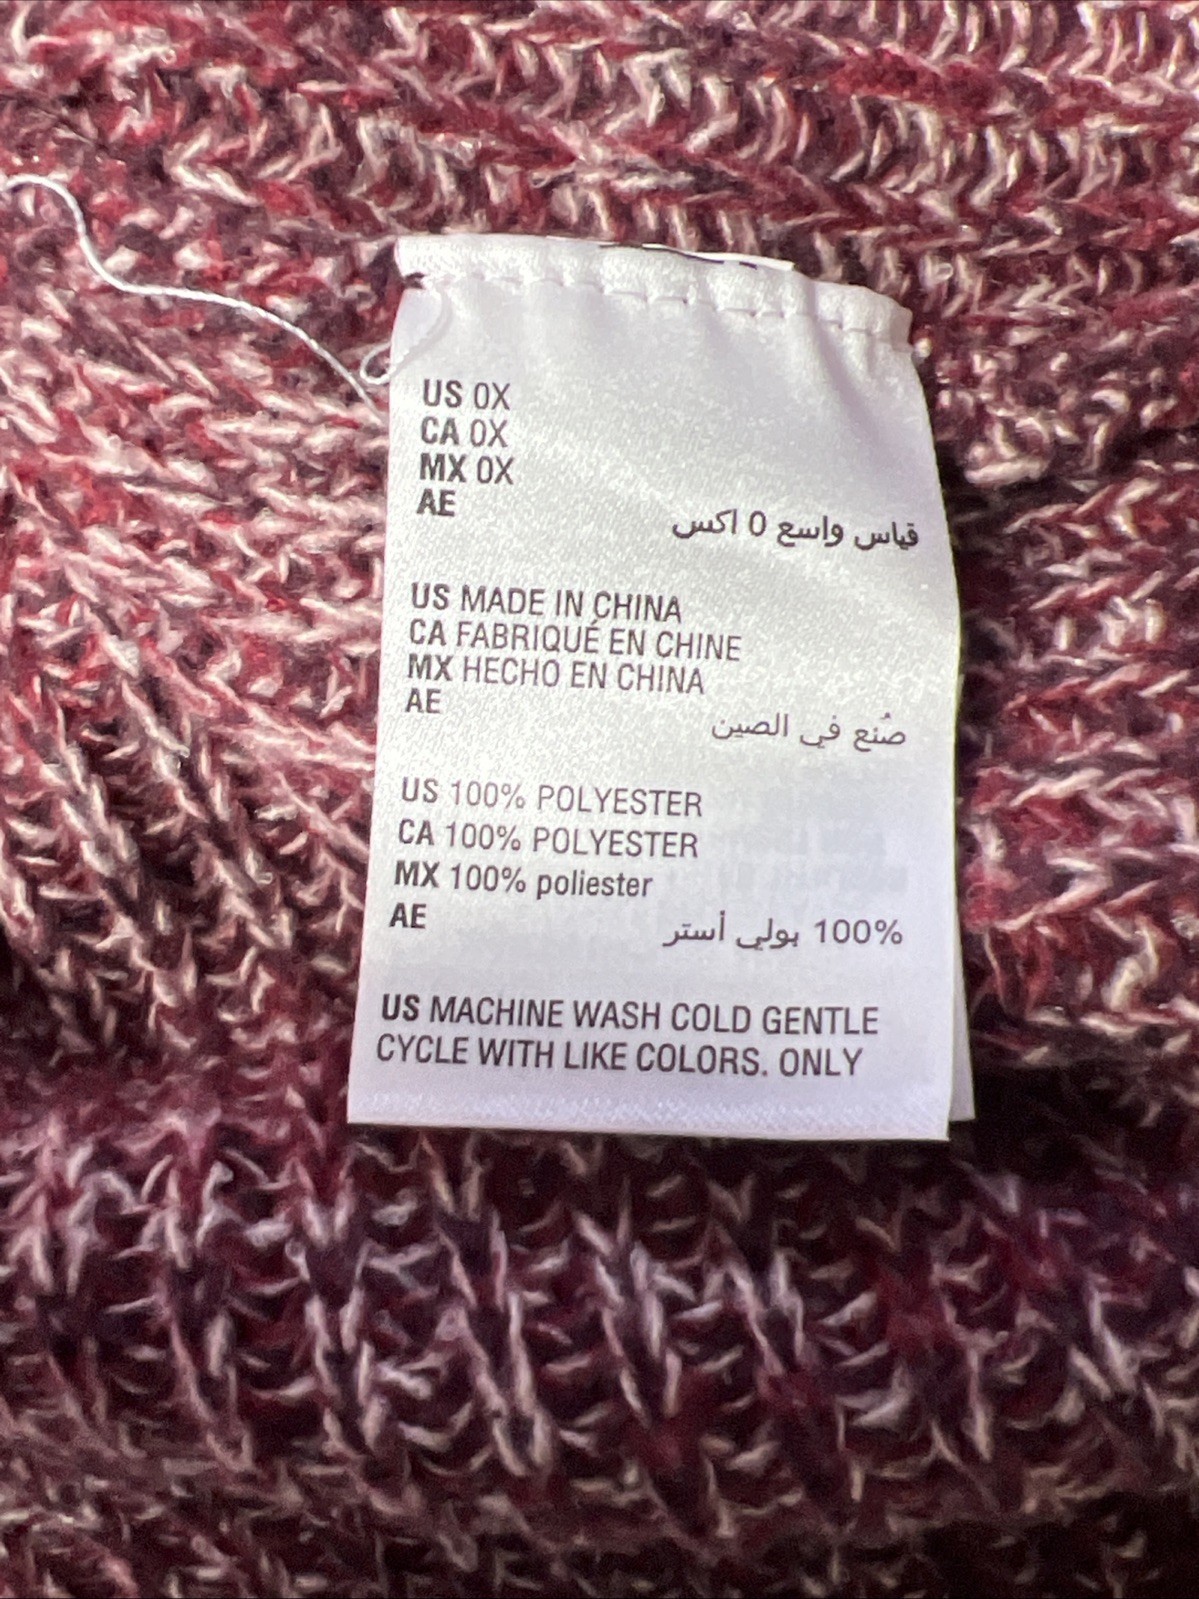 US 0X
CA 0X
MX 0X
AE
قياس واسع 0 اكس
US MADE IN CHINA
CA FABRIQUÉ EN CHINE
MX HECHO EN CHINA
AE
صُنع في الصين
US 100% POLYESTER
CA 100% POLYESTER
MX 100% poliester
AE
100% بولي أستر
US MACHINE WASH COLD GENTLE
CYCLE WITH LIKE COLORS. ONLY